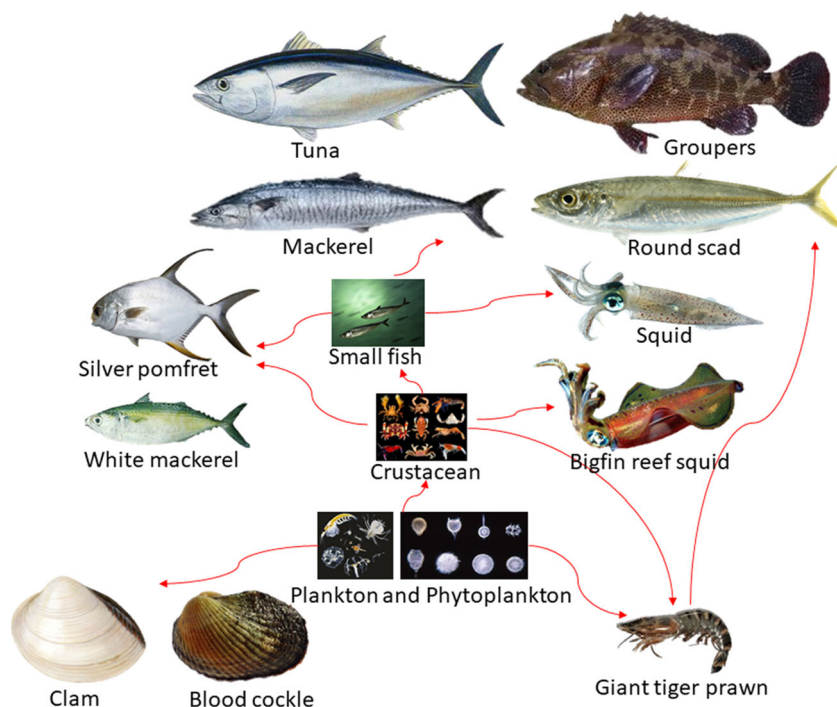 Tuna
Groupers
Mackerel
Round scad
Small fish
Squid
Silver pomfret
White mackerel
Crustacean
Bigfin reef squid
Plankton and Phytoplankton
Clam
Blood cockle
Giant tiger prawn